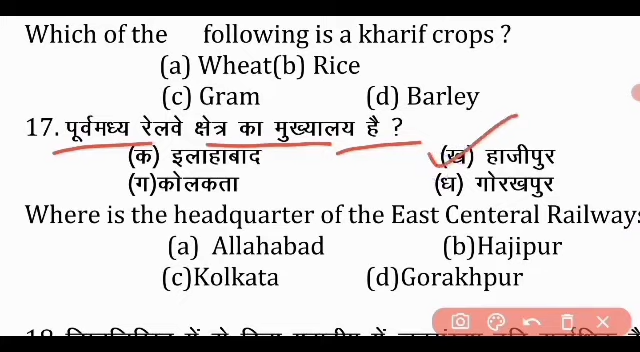 Which of the following is a kharif crops ?
(a) Wheat(b) Rice
(c) Gram (d) Barley
17. पूर्वमध्य रेलवे क्षेत्र का मुख्यालय है ?
(क) इलाहाबाद (ख) हाजीपुर
(ग)कोलकता (घ) गोरखपुर
Where is the headquarter of the East Centeral Railways
(a) Allahabad (b)Hajipur
(c)Kolkata (d)Gorakhpur